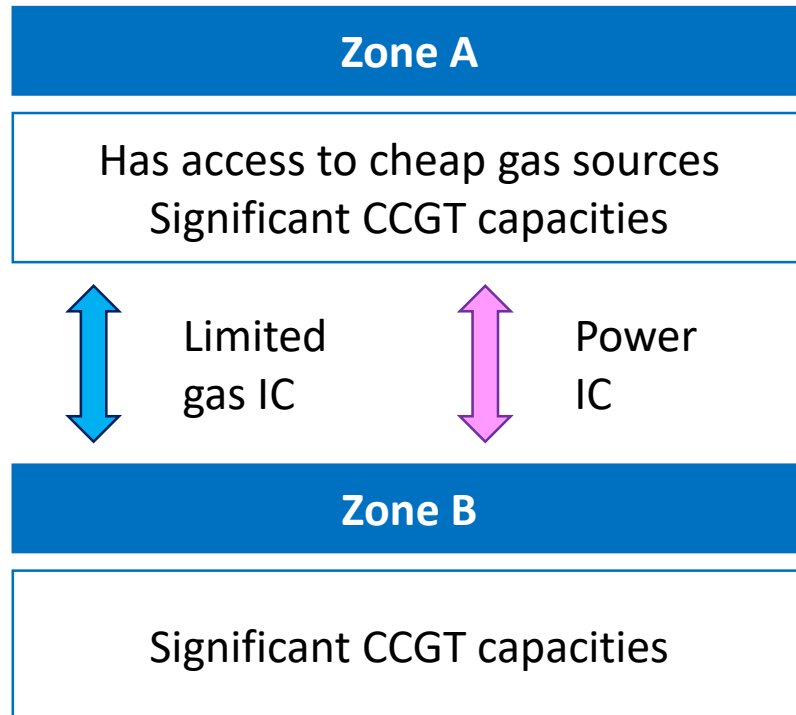 Zone A
Has access to cheap gas sources
Significant CCGT capacities
Limited
gas IC
Power
IC
Zone B
Significant CCGT capacities